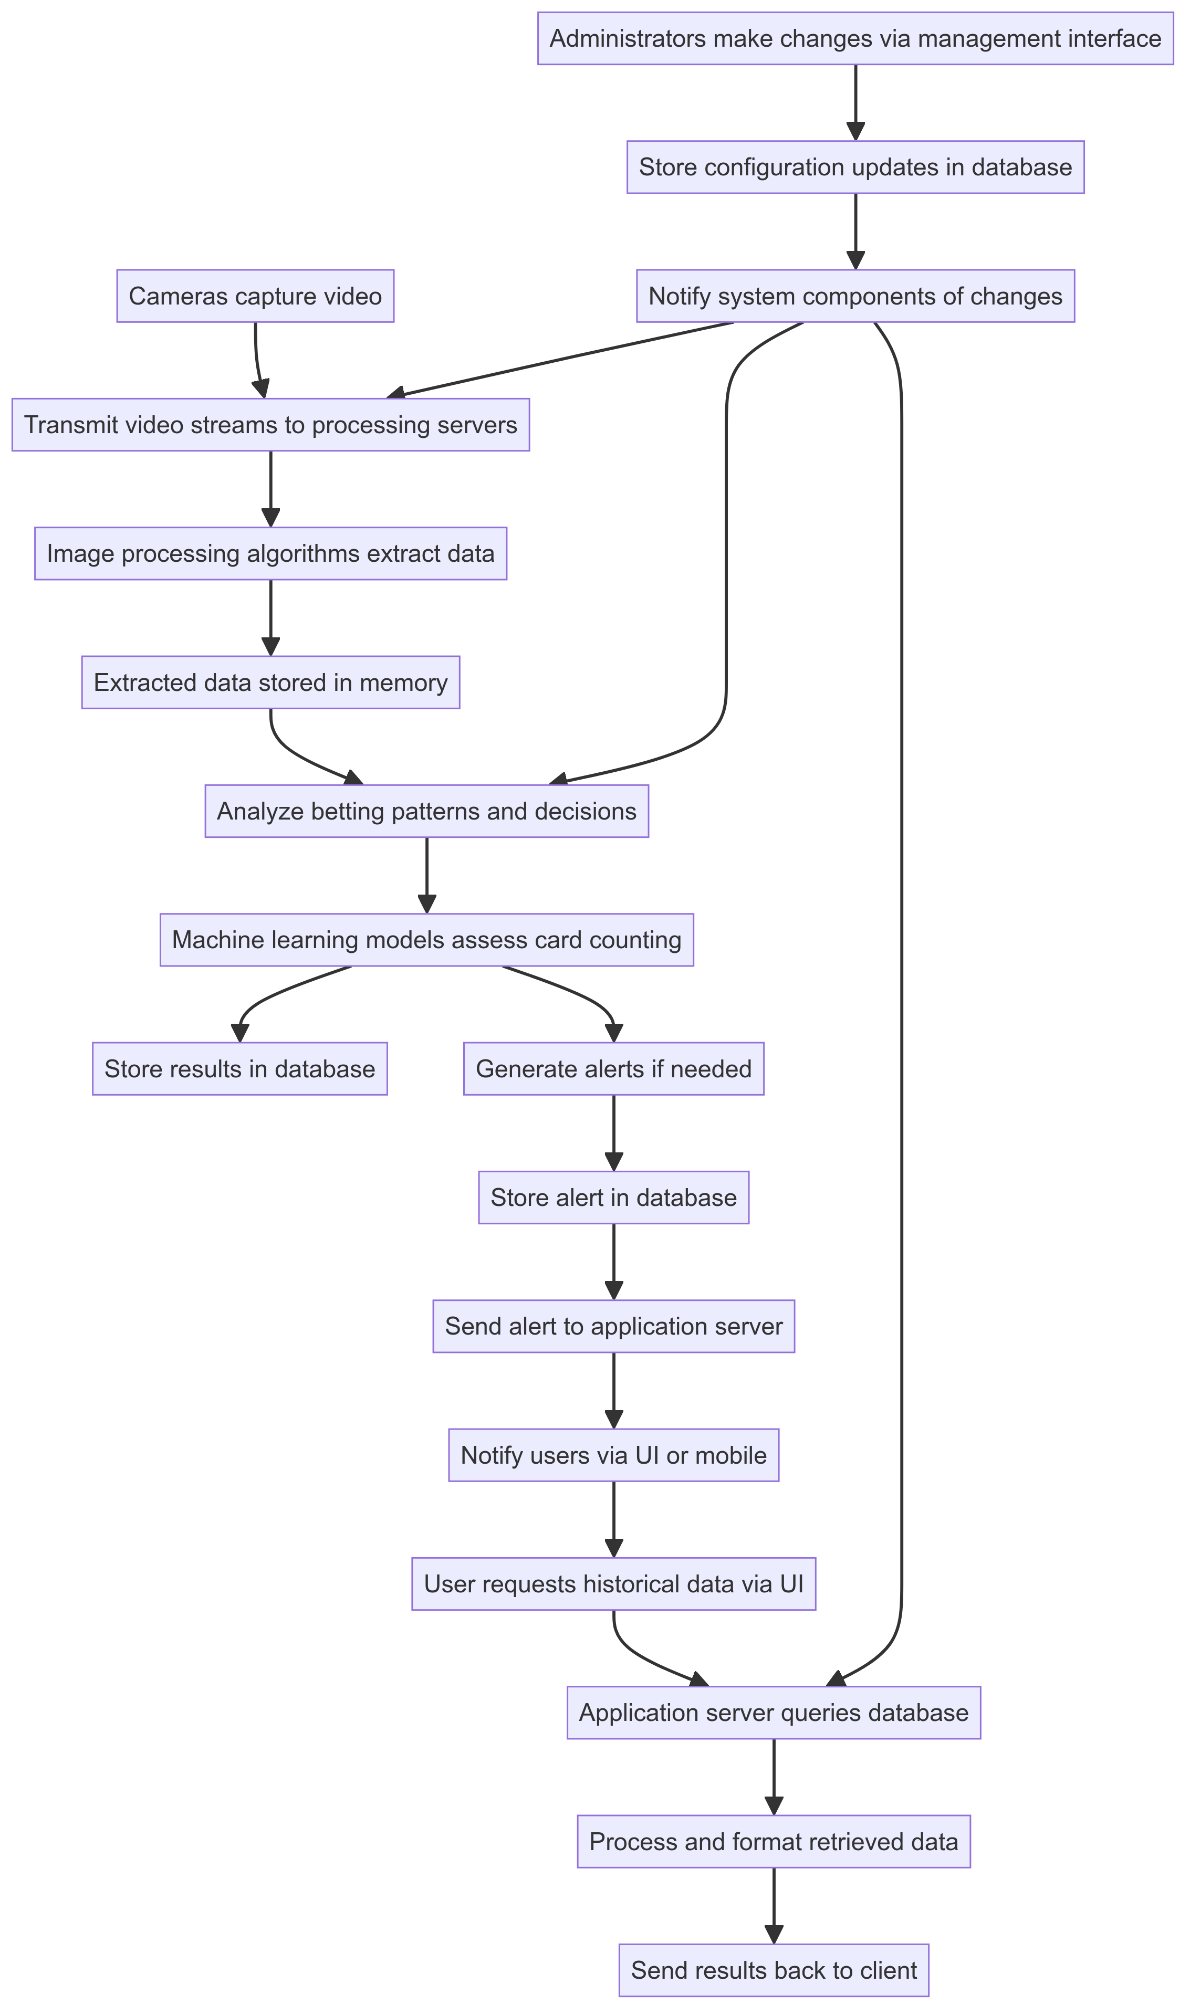 Administrators make changes via management interface
Store configuration updates in database
Cameras capture video
Notify system components of changes
Transmit video streams to processing servers
Image processing algorithms extract data
Extracted data stored in memory
Analyze betting patterns and decisions
Machine learning models assess card counting
Store results in database
Generate alerts if needed
Store alert in database
Send alert to application server
Notify users via UI or mobile
User requests historical data via UI
Application server queries database
Process and format retrieved data
Send results back to client